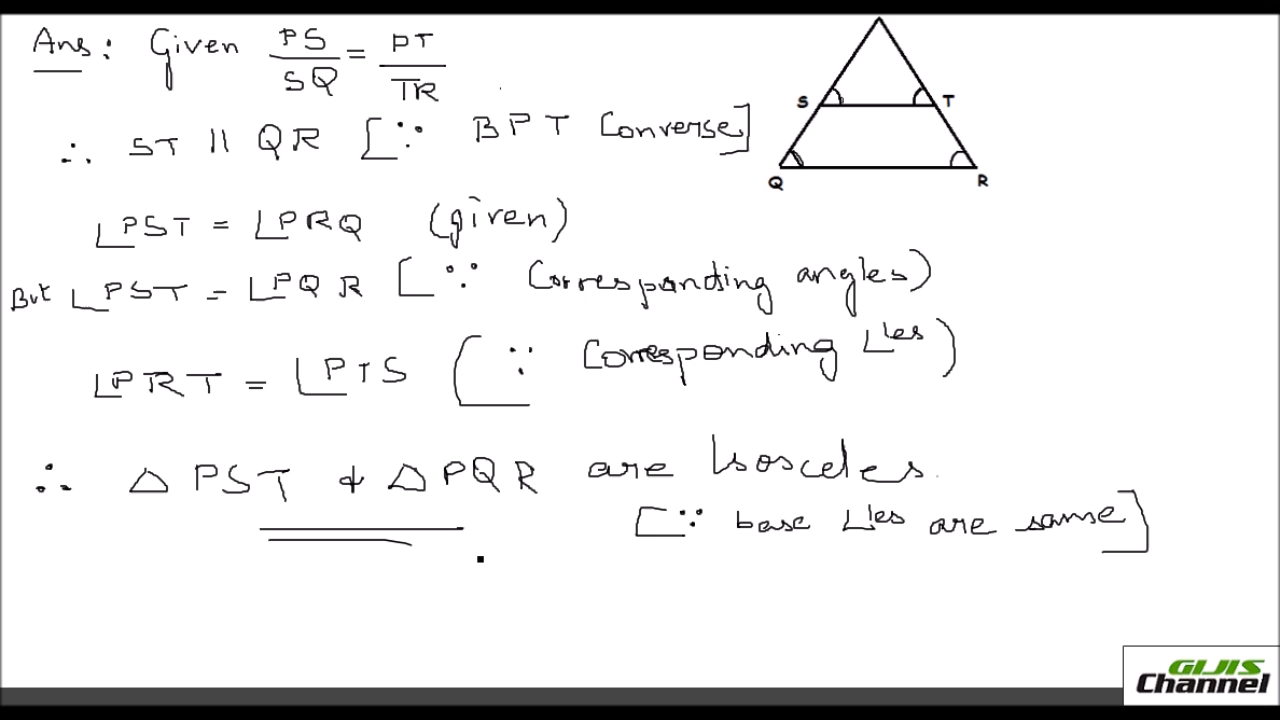 Ans: Given PS/SQ = PT/TR
∴ ST || QR [∵ BPT Converse]
∠PST = ∠PRQ (given)
But ∠PST = ∠PQR [∵ Corresponding angles)
∠PRT = ∠PTS (∵ Corresponding ∠les)
∴ △PST & △PQR are Isosceles.
[∵ base ∠les are same]
S T
Q R
GIJIS
Channel